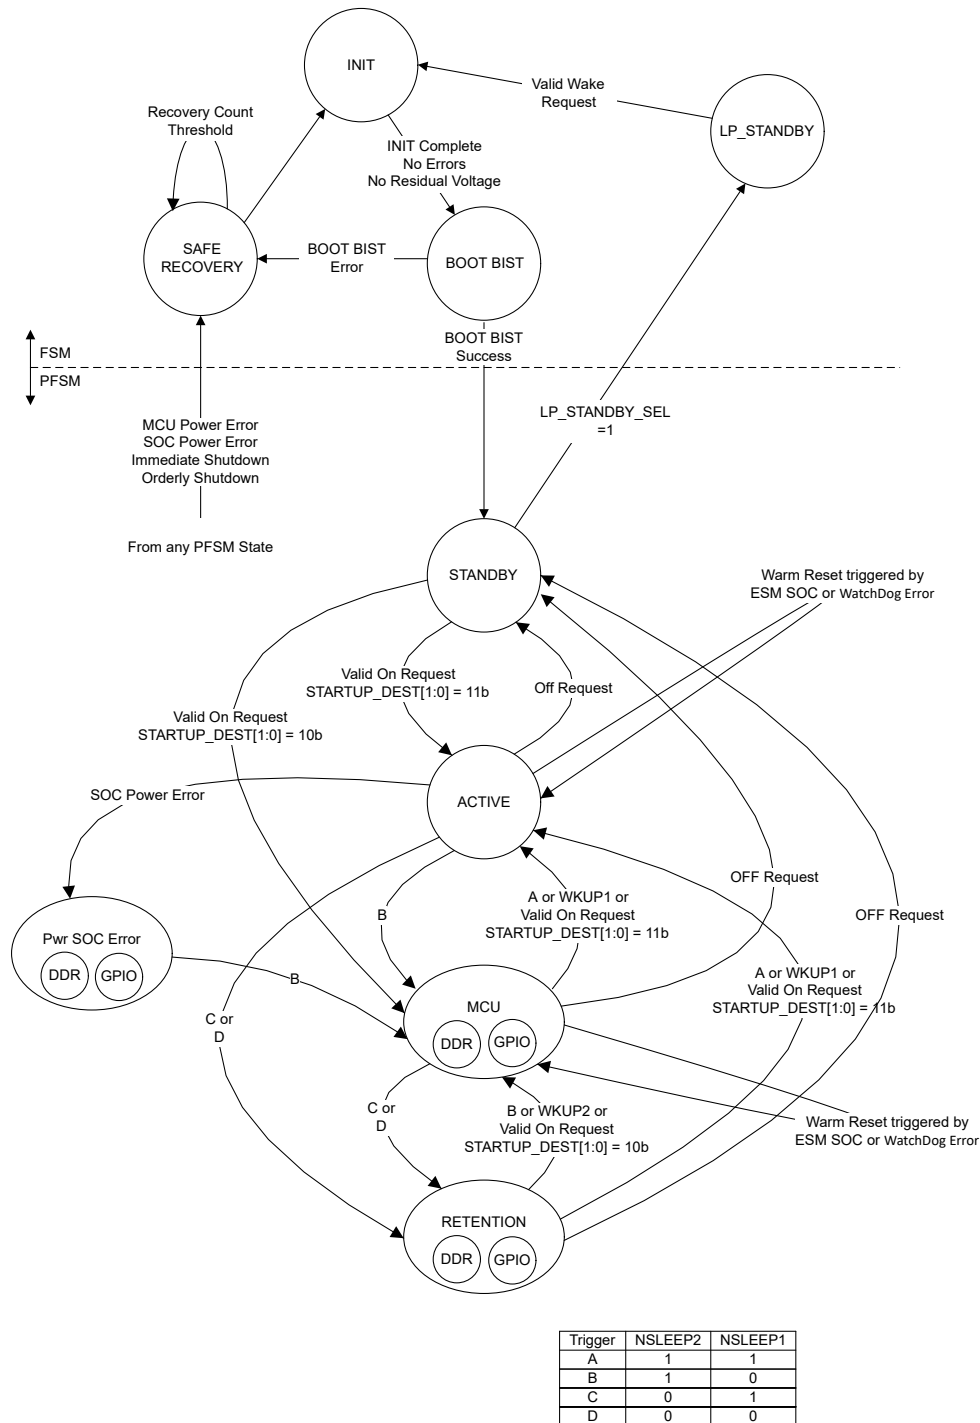 INIT
Valid Wake
Request
LP_STANDBY
Recovery Count
Threshold
INIT Complete
No Errors
No Residual Voltage
SAFE
RECOVERY
BOOT BIST
Error
BOOT BIST
BOOT BIST
Success
FSM
PFSM
MCU Power Error
SOC Power Error
Immediate Shutdown
Orderly Shutdown
From any PFSM State
LP_STANDBY_SEL
=1
STANDBY
Warm Reset triggered by
ESM SOC or WatchDog Error
Valid On Request
STARTUP_DEST[1:0] = 11b
Off Request
Valid On Request
STARTUP_DEST[1:0] = 10b
SOC Power Error
ACTIVE
OFF Request
OFF Request
B
A or WKUP1 or
Valid On Request
STARTUP_DEST[1:0] = 11b
Pwr SOC Error
DDR
GPIO
B
A or WKUP1 or
Valid On Request
STARTUP_DEST[1:0] = 11b
MCU
DDR
GPIO
C or
D
C or
D
B or WKUP2 or
Valid On Request
STARTUP_DEST[1:0] = 10b
Warm Reset triggered by
ESM SOC or WatchDog Error
RETENTION
DDR
GPIO
Trigger NSLEEP2 NSLEEP1
A 1 1
B 1 0
C 0 1
D 0 0